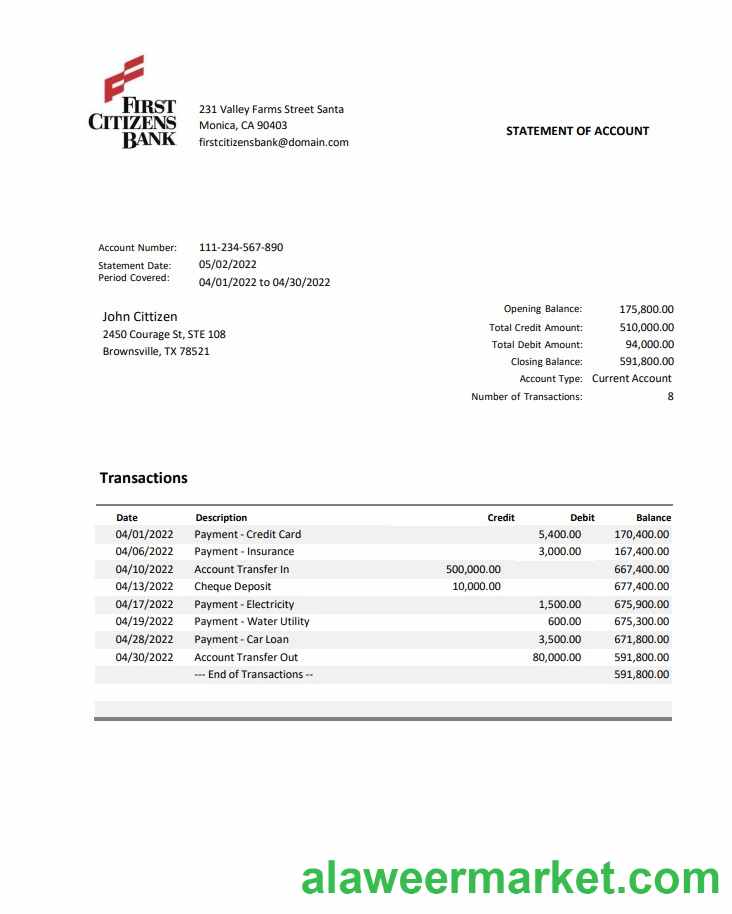 FIRST
CITIZENS
BANK
231 Valley Farms Street Santa
Monica, CA 90403
firstcitizensbank@domain.com
STATEMENT OF ACCOUNT
Account Number: 111-234-567-890
Statement Date: 05/02/2022
Period Covered: 04/01/2022 to 04/30/2022
John Cittizen
2450 Courage St, STE 108
Brownsville, TX 78521
Opening Balance: 175,800.00
Total Credit Amount: 510,000.00
Total Debit Amount: 94,000.00
Closing Balance: 591,800.00
Account Type: Current Account
Number of Transactions: 8
Transactions
Date Description Credit Debit Balance
04/01/2022 Payment - Credit Card 5,400.00 170,400.00
04/06/2022 Payment - Insurance 3,000.00 167,400.00
04/10/2022 Account Transfer In 500,000.00 667,400.00
04/13/2022 Cheque Deposit 10,000.00 677,400.00
04/17/2022 Payment - Electricity 1,500.00 675,900.00
04/19/2022 Payment - Water Utility 600.00 675,300.00
04/28/2022 Payment - Car Loan 3,500.00 671,800.00
04/30/2022 Account Transfer Out 80,000.00 591,800.00
--- End of Transactions -- 591,800.00
alaweermarket.com